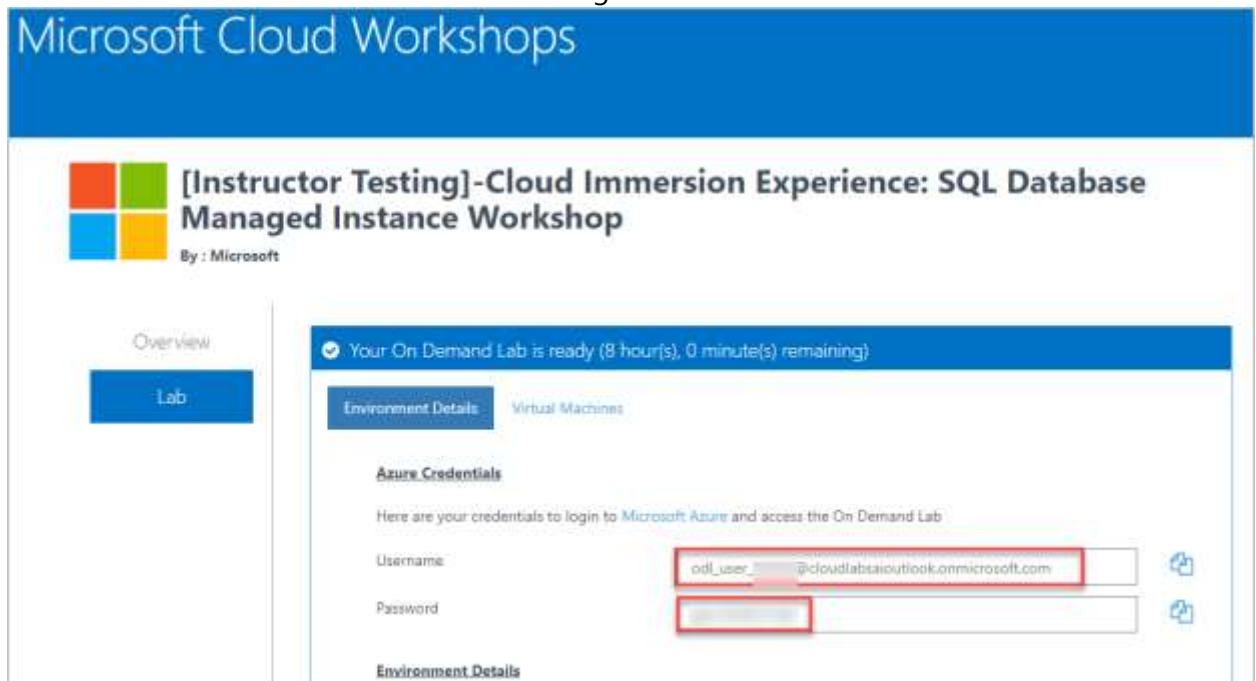 Microsoft Cloud Workshops
[Instructor Testing]-Cloud Immersion Experience: SQL Database
Managed Instance Workshop
By : Microsoft
Overview
Lab
Your On Demand Lab is ready (8 hour(s), 0 minute(s) remaining)
Environment Details Virtual Machines
Azure Credentials
Here are your credentials to login to Microsoft Azure and access the On Demand Lab
Username odl_user_ @cloudlabsaioutlook.onmicrosoft.com
Password
Environment Details